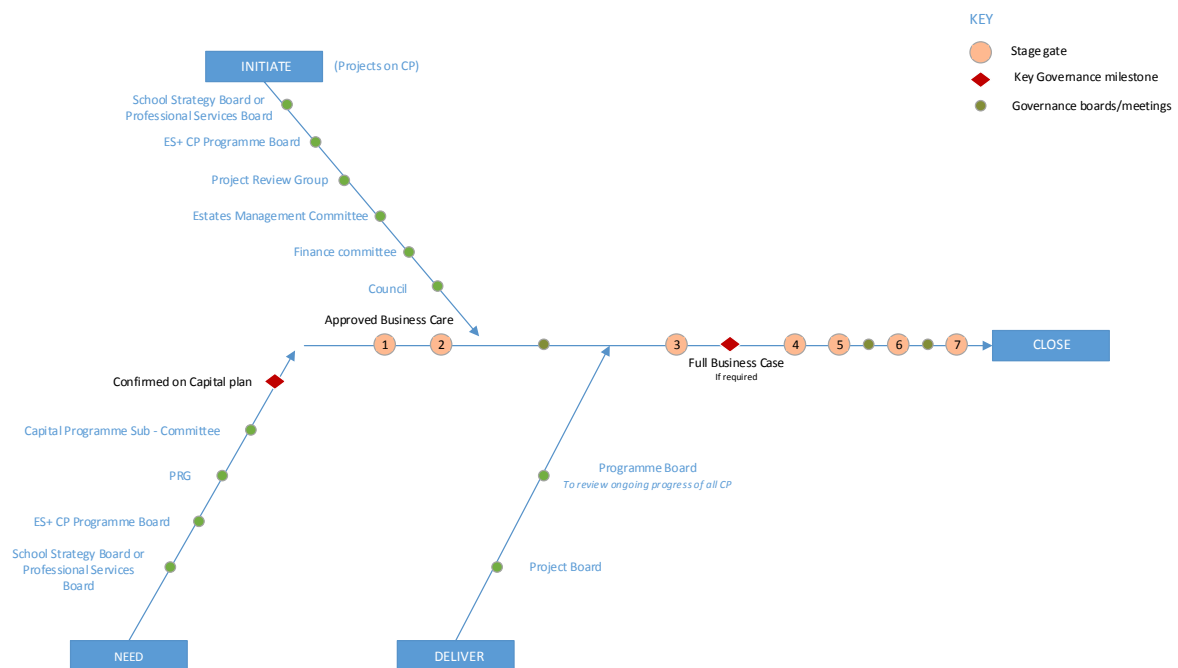 KEY
Stage gate
Key Governance milestone
Governance boards/meetings
INITIATE
(Projects on CP)
School Strategy Board or
Professional Services Board
ES+ CP Programme Board
Project Review Group
Estates Management Committee
Finance committee
Council
Approved Business Care
1
2
3
4
5
6
7
CLOSE
Full Business Case
If required
Confirmed on Capital plan
Capital Programme Sub - Committee
PRG
ES+ CP Programme Board
School Strategy Board or
Professional Services
Board
NEED
Programme Board
To review ongoing progress of all CP
Project Board
DELIVER